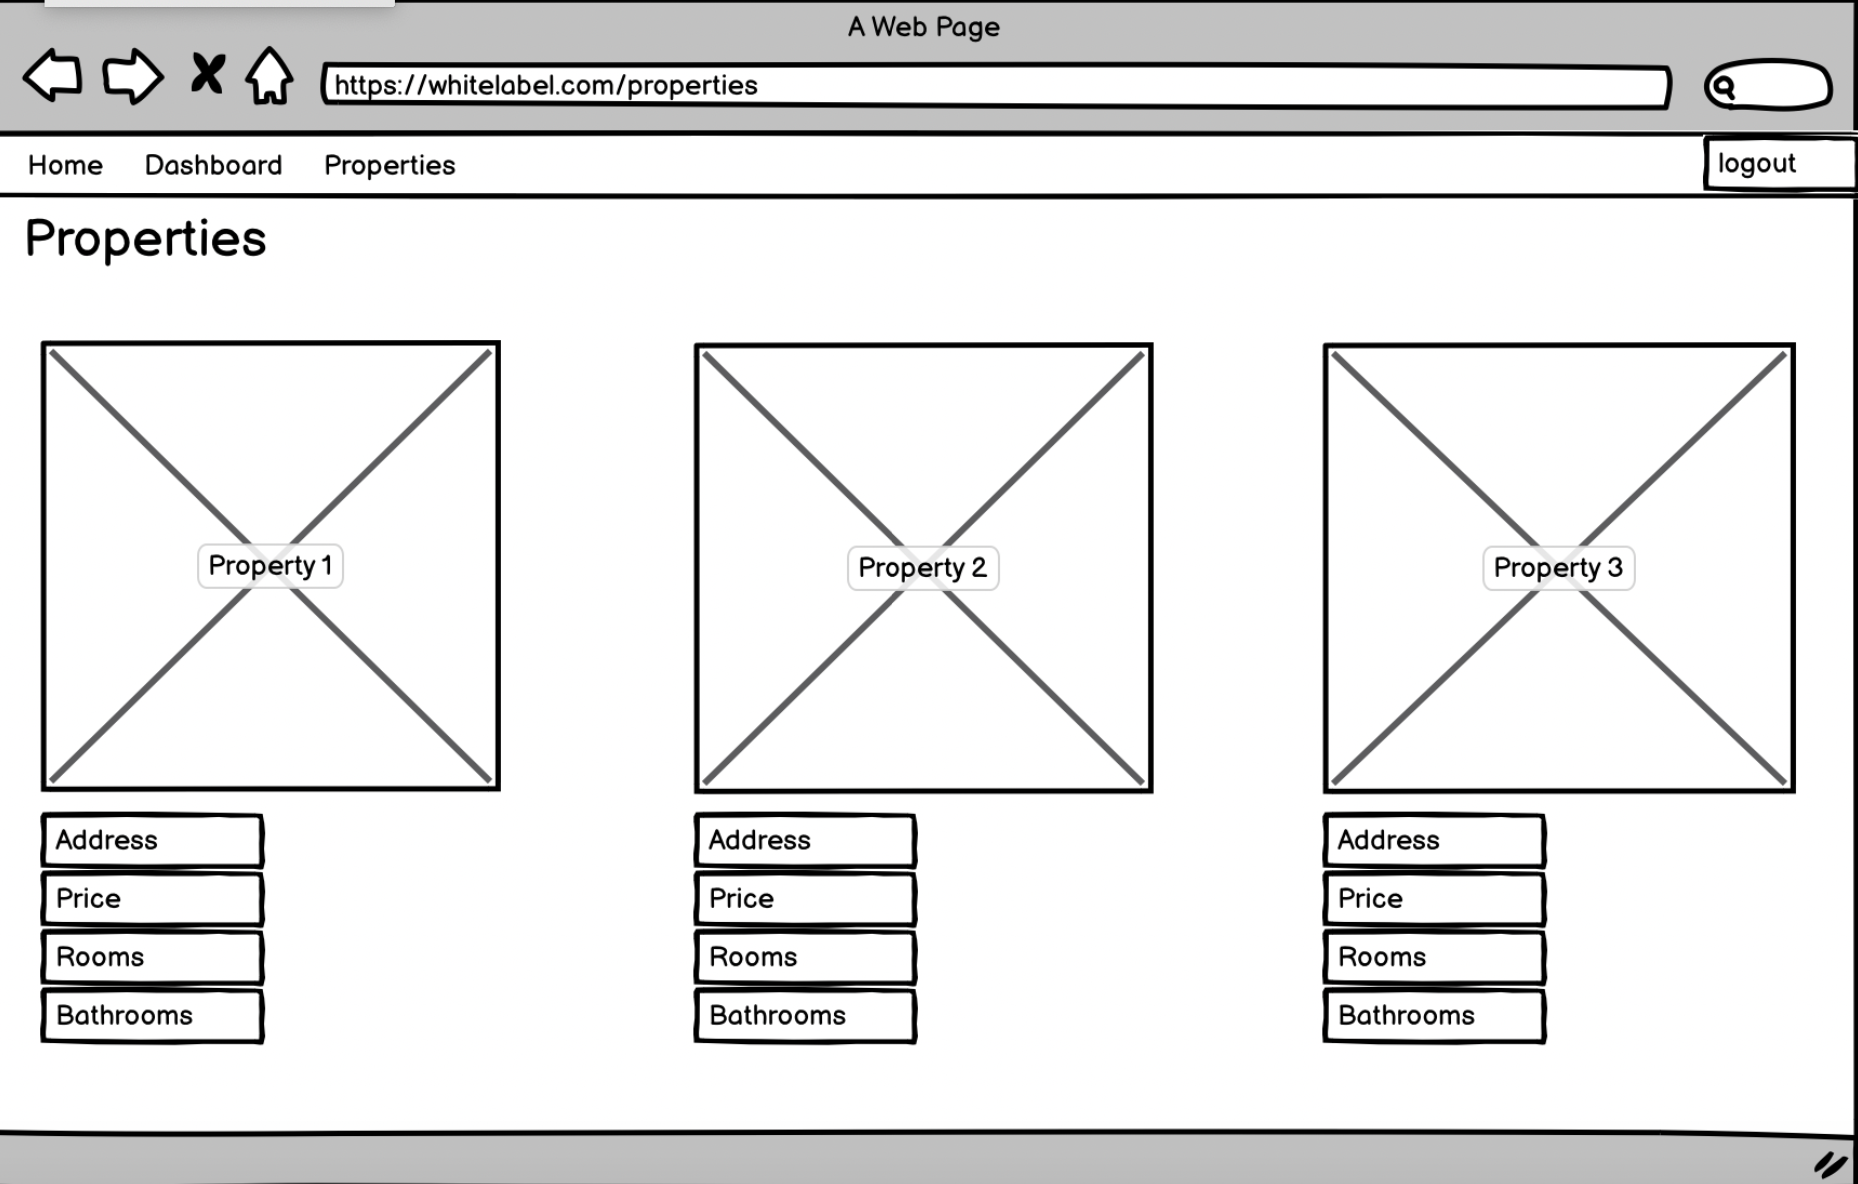 A Web Page
https://whitelabel.com/properties
Home Dashboard Properties logout
Properties
Property 1 Property 2 Property 3
Address Address Address
Price Price Price
Rooms Rooms Rooms
Bathrooms Bathrooms Bathrooms